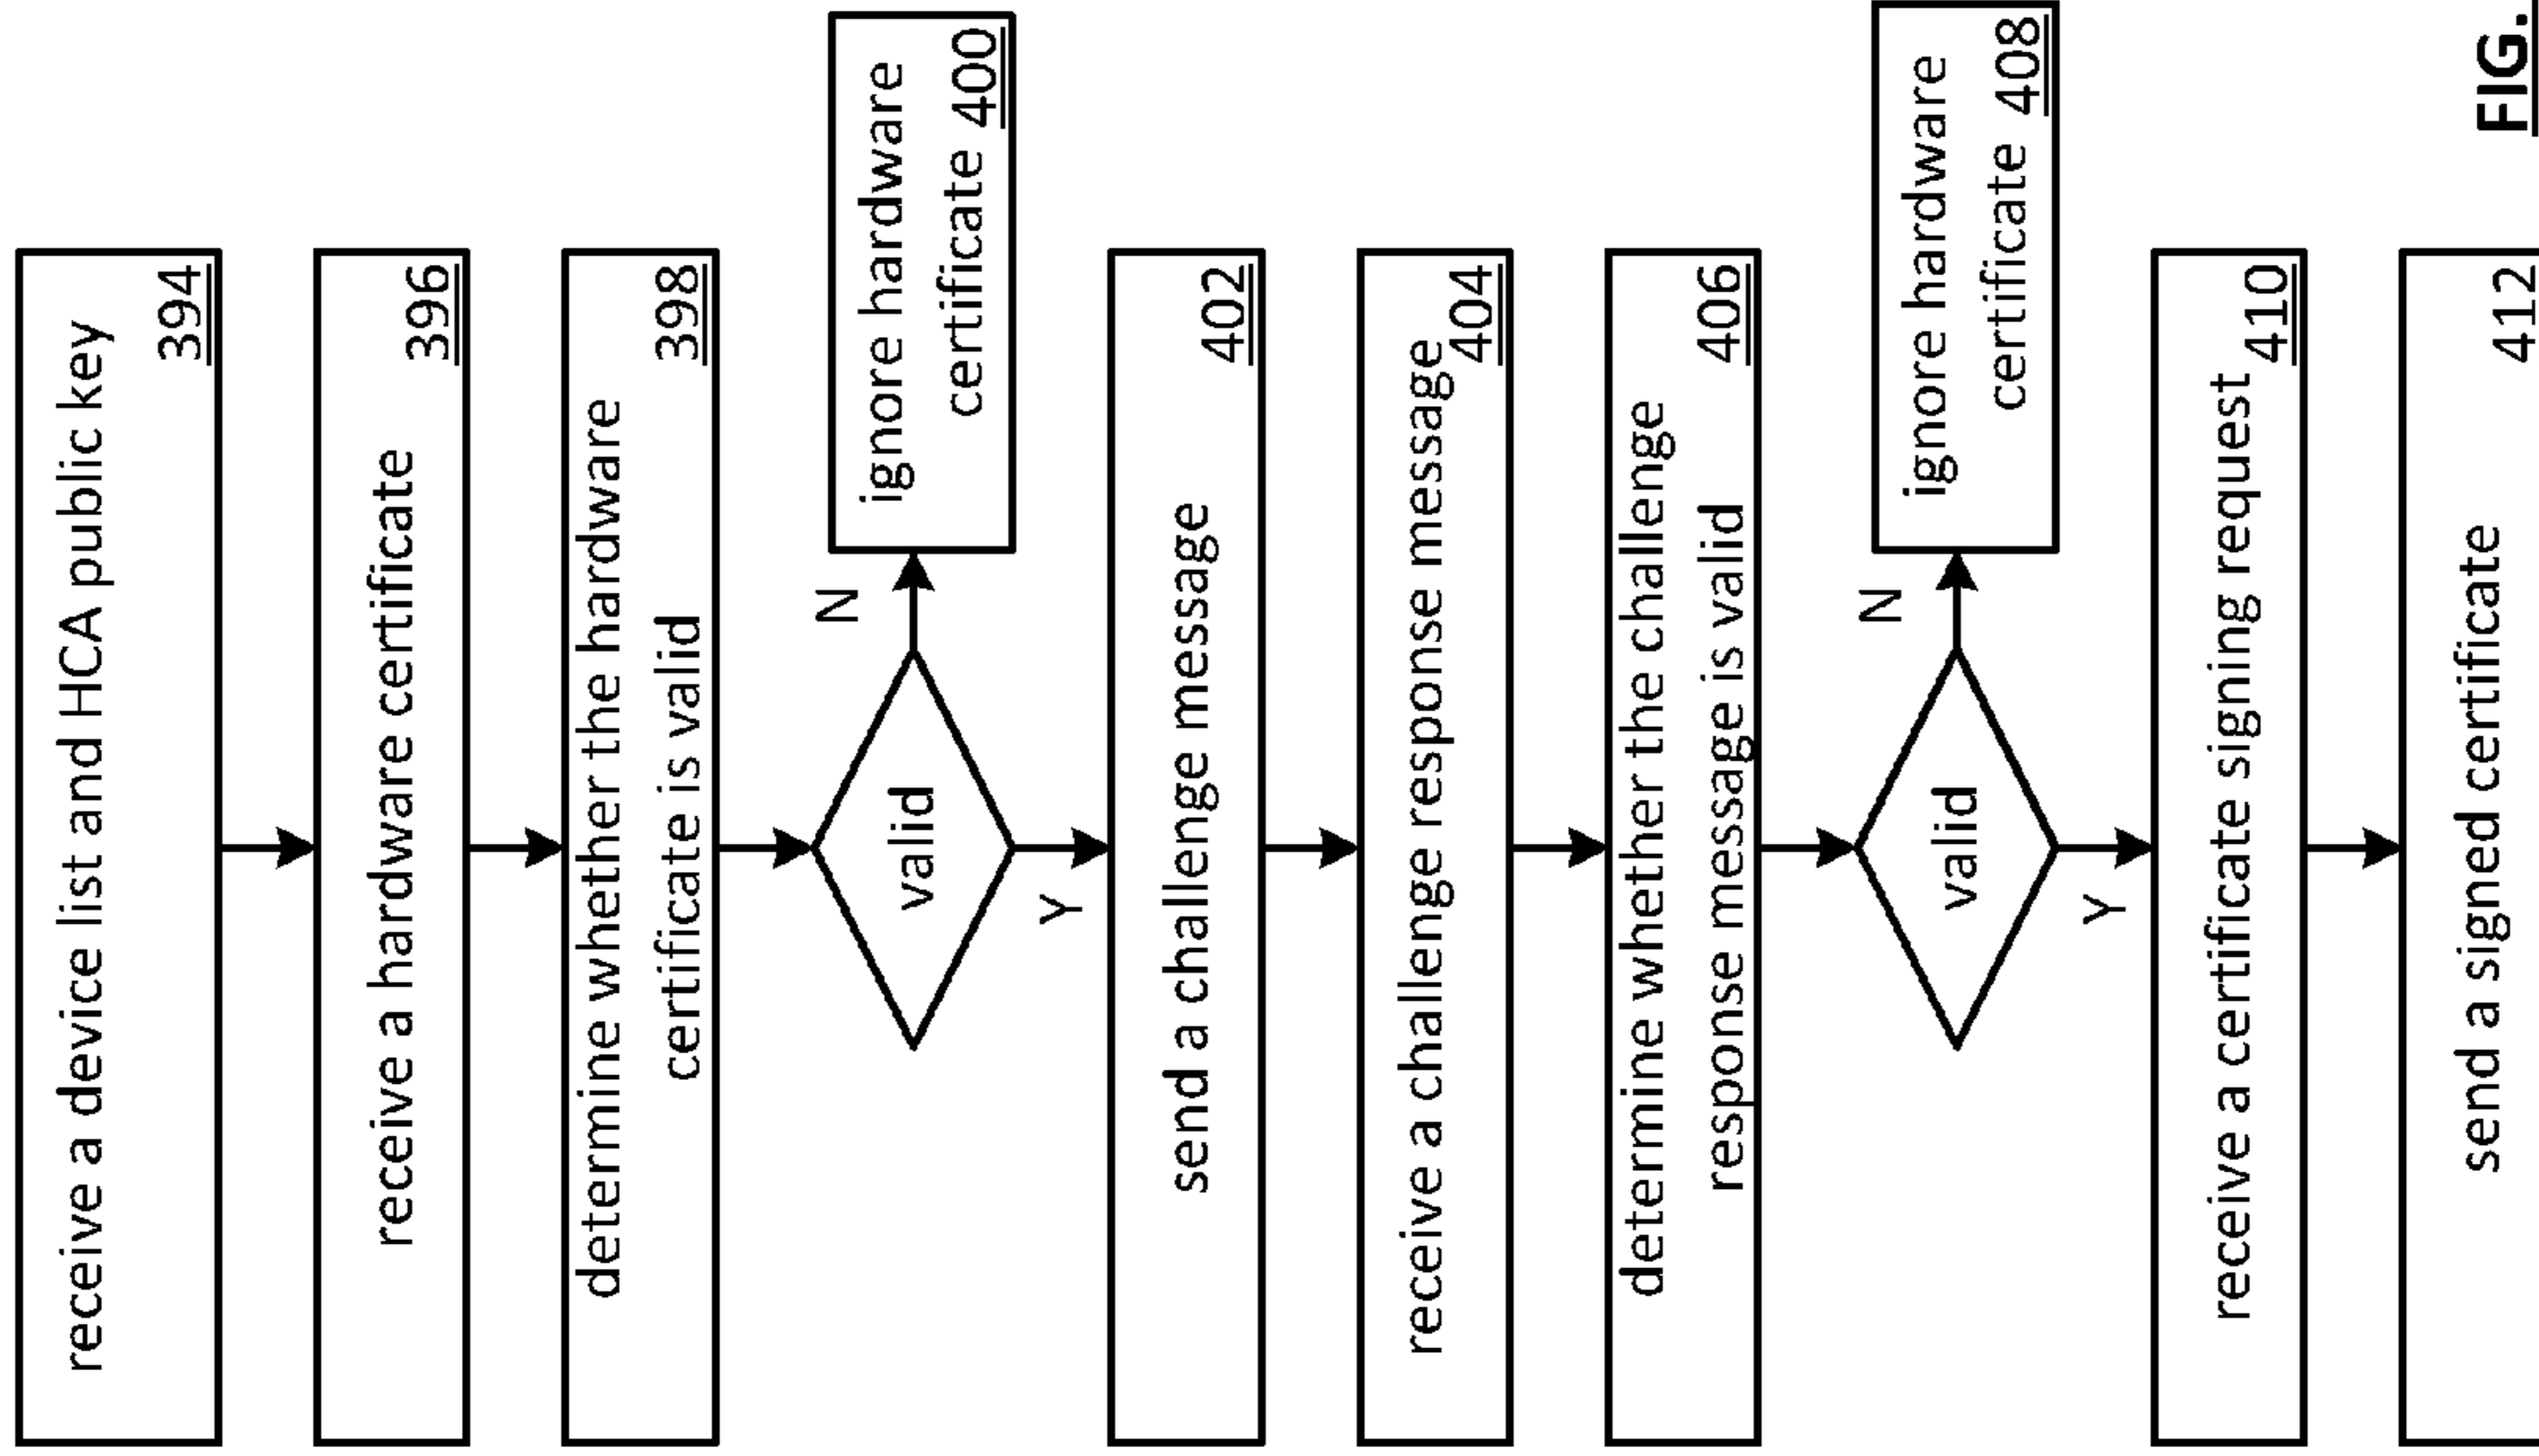 receive a device list and HCA public key
394
receive a hardware certificate
396
determine whether the hardware
certificate is valid
398
valid
N
ignore hardware
certificate 400
Y
send a challenge message
402
receive a challenge response message
404
determine whether the challenge
response message is valid
406
valid
N
ignore hardware
certificate 408
Y
receive a certificate signing request
410
send a signed certificate
412
FIG.